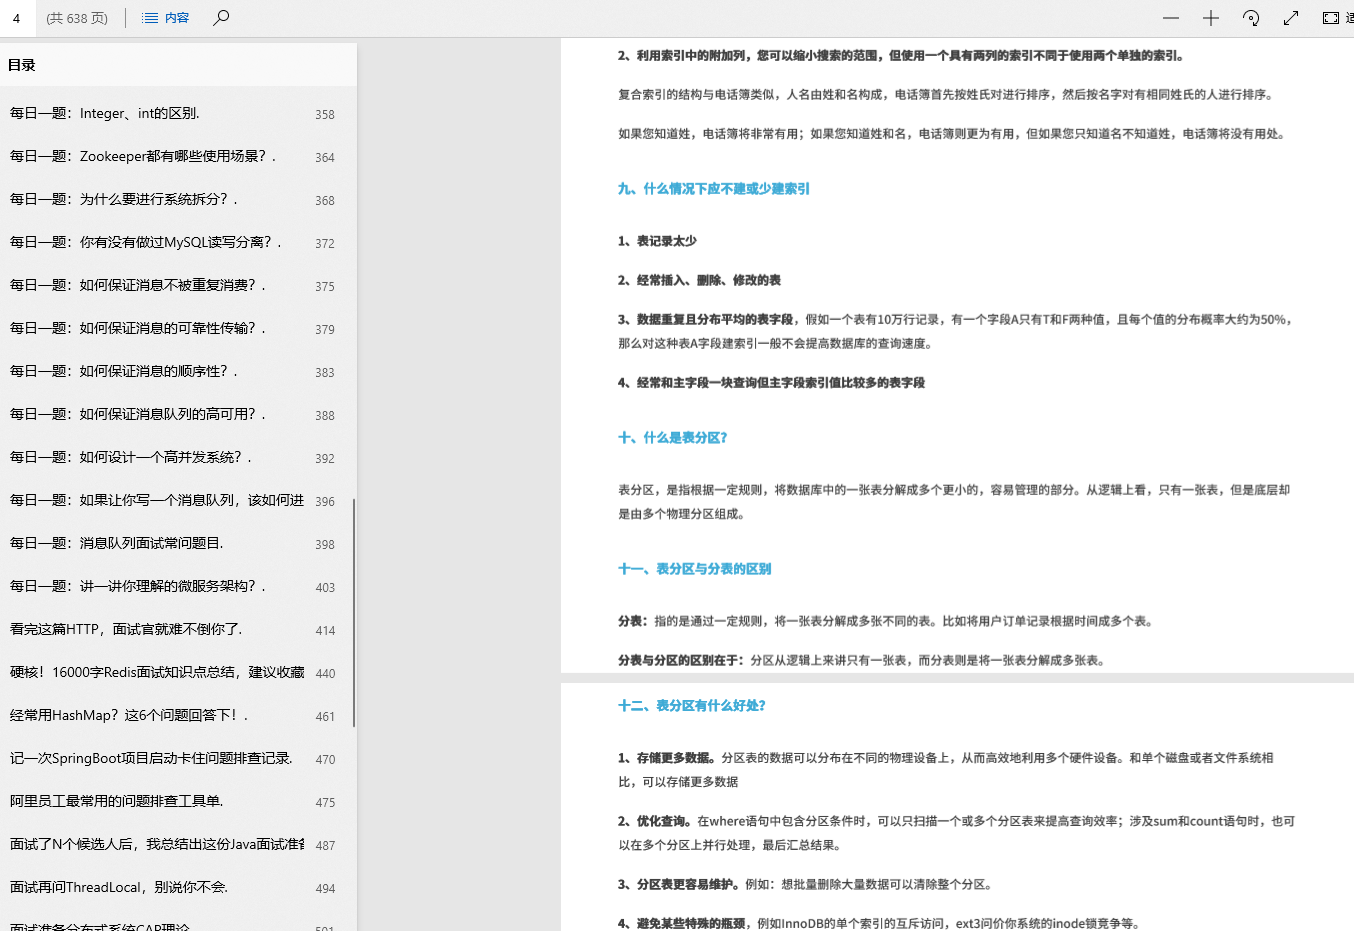 4 (共 638 页) 内容
目录
每日一题：Integer、int的区别. 358
每日一题：Zookeeper都有哪些使用场景？. 364
每日一题：为什么要进行系统拆分？. 368
每日一题：你有没有做过MySQL读写分离？. 372
每日一题：如何保证消息不被重复消费？. 375
每日一题：如何保证消息的可靠性传输？. 379
每日一题：如何保证消息的顺序性？. 383
每日一题：如何保证消息队列的高可用？. 388
每日一题：如何设计一个高并发系统？. 392
每日一题：如果让你写一个消息队列，该如何进 396
每日一题：消息队列面试常问题目. 398
每日一题：讲一讲你理解的微服务架构？. 403
看完这篇HTTP，面试官就难不倒你了. 414
硬核！16000字Redis面试知识点总结，建议收藏 440
经常用HashMap？这6个问题回答下！. 461
记一次SpringBoot项目启动卡住问题排查记录. 470
阿里员工最常用的问题排查工具单. 475
面试了N个候选人后，我总结出这份Java面试准备 487
面试再问ThreadLocal，别说你不会. 494
面试准备分布式系统CAP理论 501
2、利用索引中的附加列，您可以缩小搜索的范围，但使用一个具有两列的索引不同于使用两个单独的索引。
复合索引的结构与电话簿类似，人名由姓和名构成，电话簿首先按姓氏对进行排序，然后按名字对有相同姓氏的人进行排序。
如果您知道姓，电话簿将非常有用；如果您知道姓和名，电话簿则更为有用，但如果您只知道名不知道姓，电话簿将没有用处。
九、什么情况下应不建或少建索引
1、表记录太少
2、经常插入、删除、修改的表
3、数据重复且分布平均的表字段，假如一个表有10万行记录，有一个字段A只有T和F两种值，且每个值的分布概率大约为50%，
那么对这种表A字段建索引一般不会提高数据库的查询速度。
4、经常和主字段一块查询但主字段索引值比较多的表字段
十、什么是表分区？
表分区，是指根据一定规则，将数据库中的一张表分解成多个更小的，容易管理的部分。从逻辑上看，只有一张表，但是底层却
是由多个物理分区组成。
十一、表分区与分表的区别
分表：指的是通过一定规则，将一张表分解成多张不同的表。比如将用户订单记录根据时间成多个表。
分表与分区的区别在于：分区从逻辑上来讲只有一张表，而分表则是将一张表分解成多张表。
十二、表分区有什么好处？
1、存储更多数据。分区表的数据可以分布在不同的物理设备上，从而高效地利用多个硬件设备。和单个磁盘或者文件系统相
比，可以存储更多数据
2、优化查询。在where语句中包含分区条件时，可以只扫描一个或多个分区表来提高查询效率；涉及sum和count语句时，也可
以在多个分区上并行处理，最后汇总结果。
3、分区表更容易维护。例如：想批量删除大量数据可以清除整个分区。
4、避免某些特殊的瓶颈，例如InnoDB的单个索引的互斥访问，ext3问价你系统的inode锁竞争等。